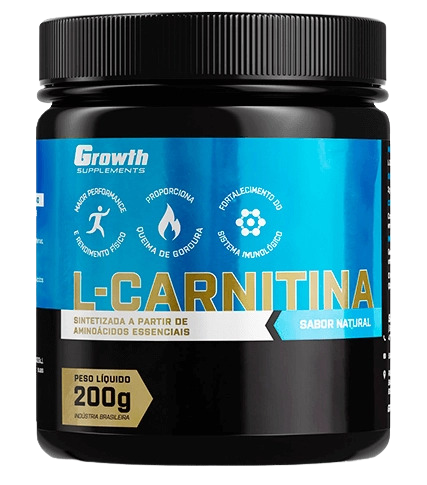 Growth
SUPPLEMENTS
MAIOR PERFORMANCE
E RENDIMENTO FÍSICO
PROPORCIONA
QUEIMA DE GORDURA
FORTALECIMENTO DO
SISTEMA IMUNOLÓGICO
L-CARNITINA
SINTETIZADA A PARTIR DE
AMINOÁCIDOS ESSENCIAIS
SABOR NATURAL
PESO LÍQUIDO
200g
INDÚSTRIA BRASILEIRA